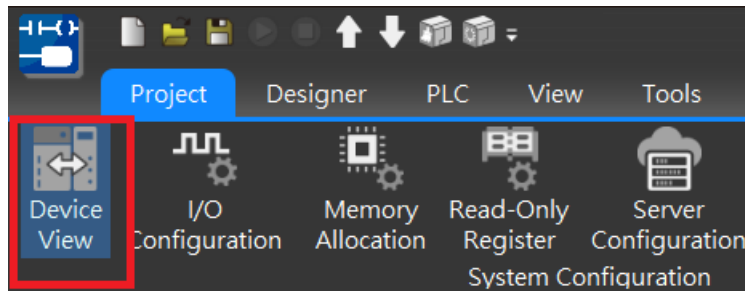 Project Designer PLC View Tools
Device I/O Memory Read-Only Server
View Configuration Allocation Register Configuration
System Configuration